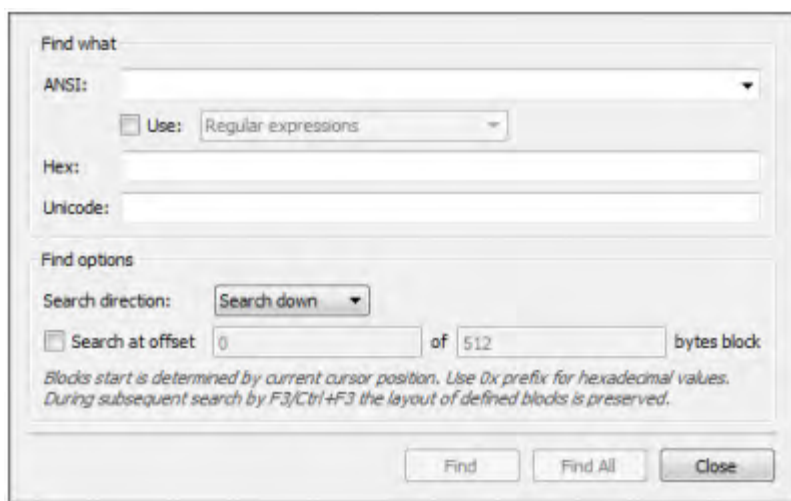 Find what
ANSI:
Use: Regular expressions
Hex:
Unicode:
Find options
Search direction: Search down
Search at offset 0 of 512 bytes block
Blocks start is determined by current cursor position. Use 0x prefix for hexadecimal values.
During subsequent search by F3/Ctrl+F3 the layout of defined blocks is preserved.
Find Find All Close